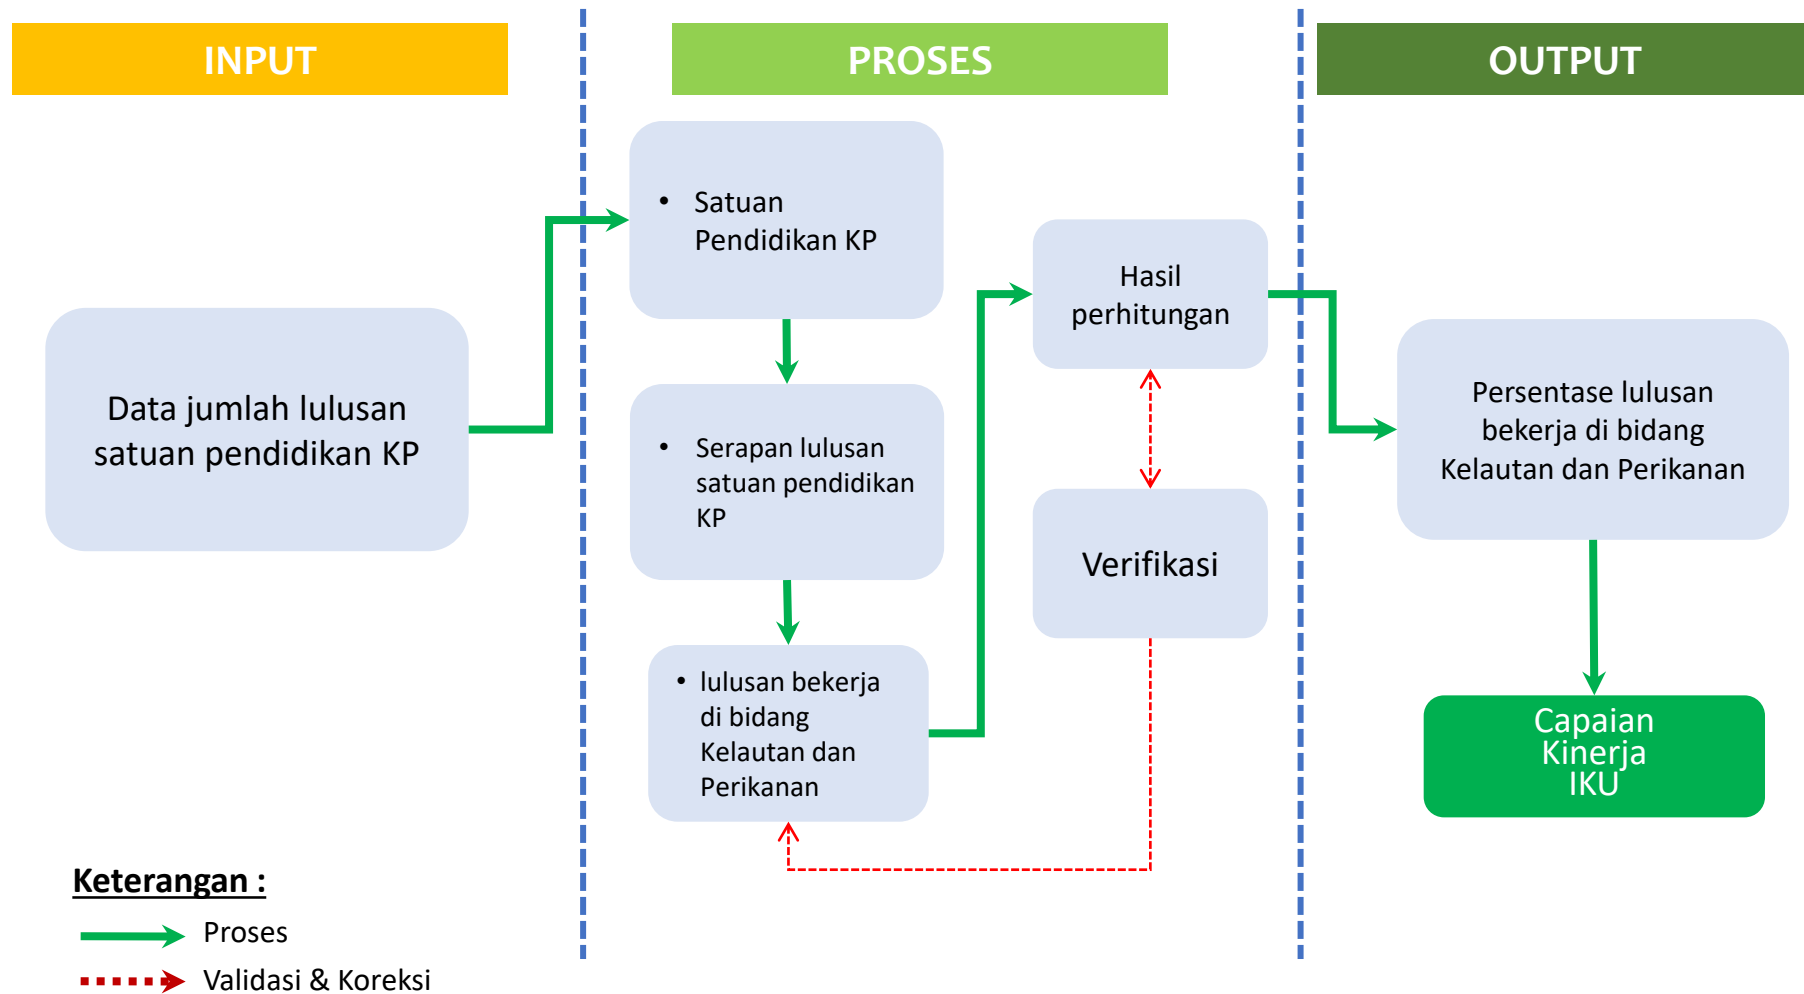 INPUT
PROSES
OUTPUT
Data jumlah lulusan
satuan pendidikan KP
• Satuan
Pendidikan KP
• Serapan lulusan
satuan pendidikan
KP
• lulusan bekerja
di bidang
Kelautan dan
Perikanan
Hasil
perhitungan
Verifikasi
Persentase lulusan
bekerja di bidang
Kelautan dan Perikanan
Capaian
Kinerja
IKU
Keterangan :
Proses
Validasi & Koreksi